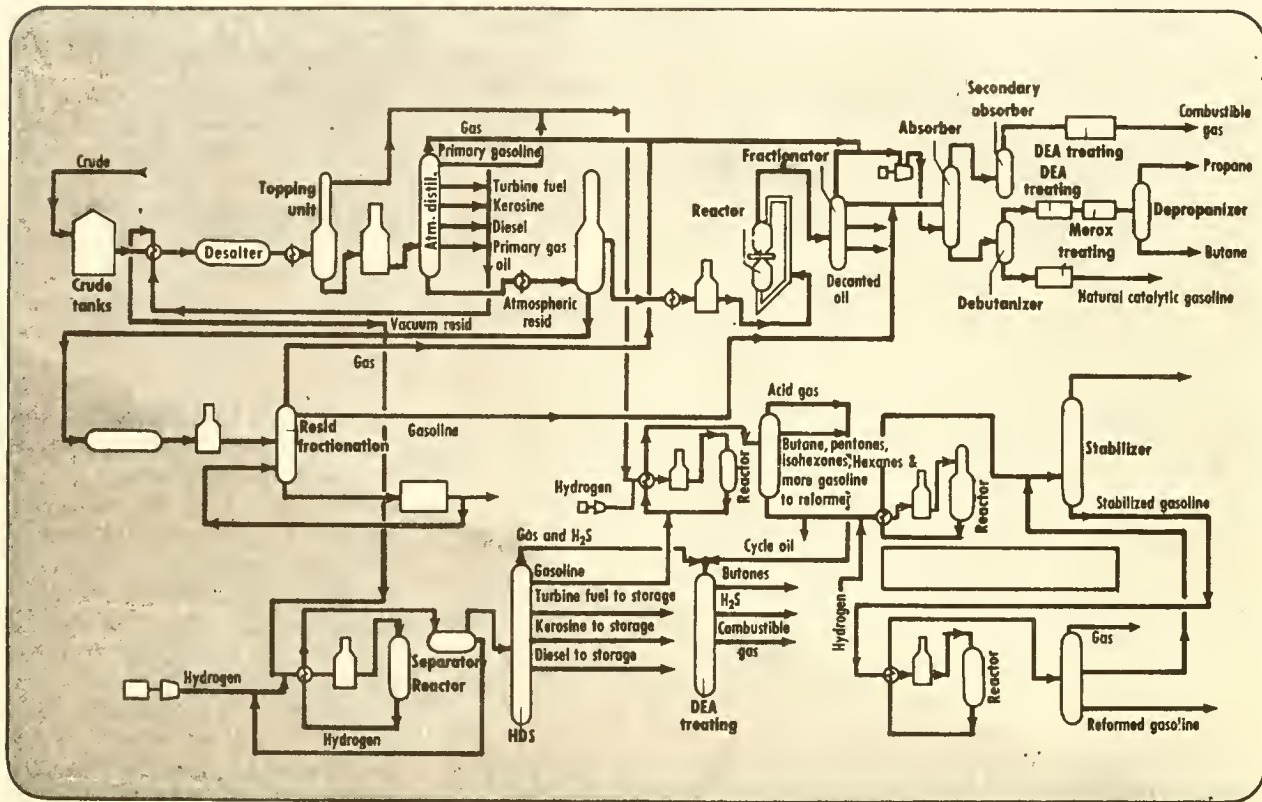 Crude
Crude
tanks
Desalter
Topping
unit
Gas
Primary gasoline
Atm. distil.
Turbine fuel
Kerosine
Diesel
Primary gas
oil
Atmospheric
resid
Vacuum resid
Reactor
Fractionator
Decanted
oil
Absorber
Secondary
absorber
DEA treating
Combustible
gas
DEA
treating
Merox
treating
Propane
Depropanizer
Butane
Debutanizer
Natural catalytic gasoline
Gas
Resid
fractionation
Gasoline
Hydrogen
Reactor
Acid gas
Butane, pentones,
isohexones, Hexanes &
more gasoline
to reformer
Cycle oil
Reactor
Stabilizer
Stabilized gasoline
Gas and H₂S
Gasoline
Turbine fuel to storage
Kerosine to storage
Diesel to storage
HDS
Butones
H₂S
Combustible
gas
DEA
treating
Hydrogen
Hydrogen
Separator
Reactor
Hydrogen
Reactor
Gas
Reformed gasoline